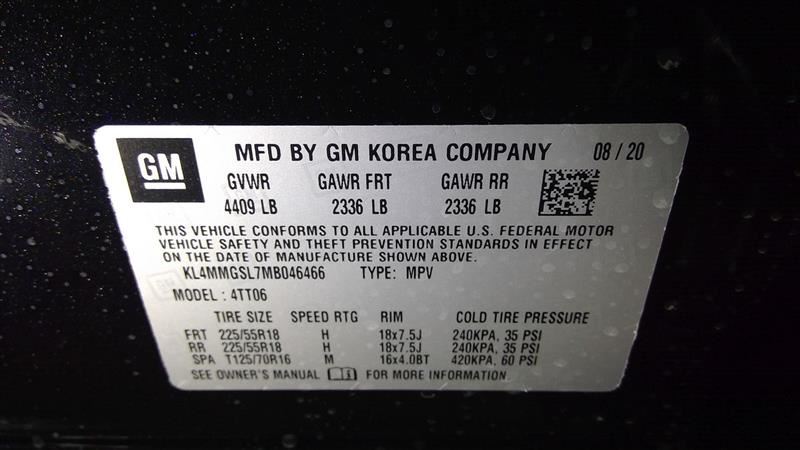 GM MFD BY GM KOREA COMPANY 08 / 20
GVWR GAWR FRT GAWR RR
4409 LB 2336 LB 2336 LB
THIS VEHICLE CONFORMS TO ALL APPLICABLE U.S. FEDERAL MOTOR
VEHICLE SAFETY AND THEFT PREVENTION STANDARDS IN EFFECT
ON THE DATE OF MANUFACTURE SHOWN ABOVE.
KL4MMGSL7MB046466 TYPE: MPV
MODEL : 4TT06
TIRE SIZE SPEED RTG RIM COLD TIRE PRESSURE
FRT 225/55R18 H 18x7.5J 240KPA, 35 PSI
RR 225/55R18 H 18x7.5J 240KPA, 35 PSI
SPA T125/70R16 M 16x4.0BT 420KPA, 60 PSI
SEE OWNER'S MANUAL FOR MORE INFORMATION